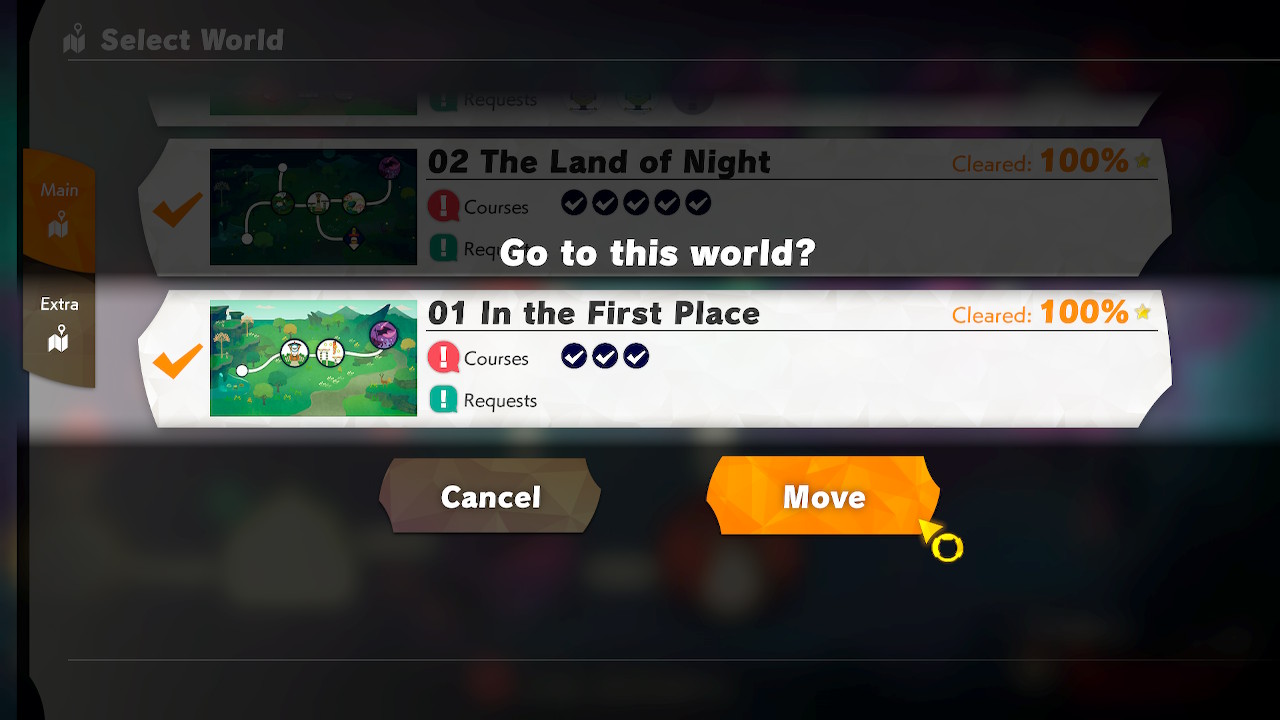 Select World
Requests
Main
02 The Land of Night
Cleared: 100%
Courses
Go to this world?
Extra
01 In the First Place
Cleared: 100%
Courses
Requests
Cancel
Move